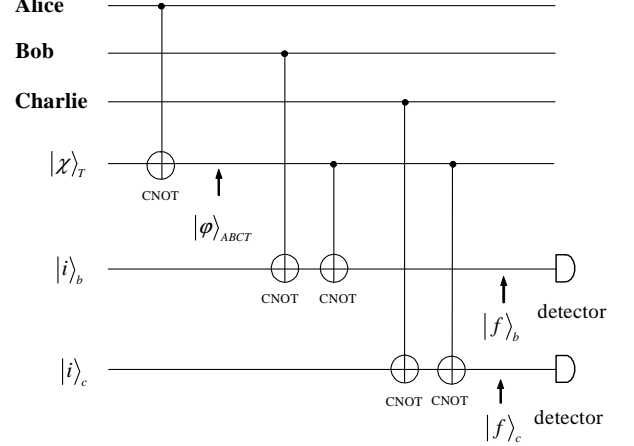 Alice
Bob
Charlie
|χ⟩_T
CNOT
|φ⟩_ABCT
|i⟩_b
CNOT CNOT
|f⟩_b
detector
|i⟩_c
CNOT CNOT
|f⟩_c
detector